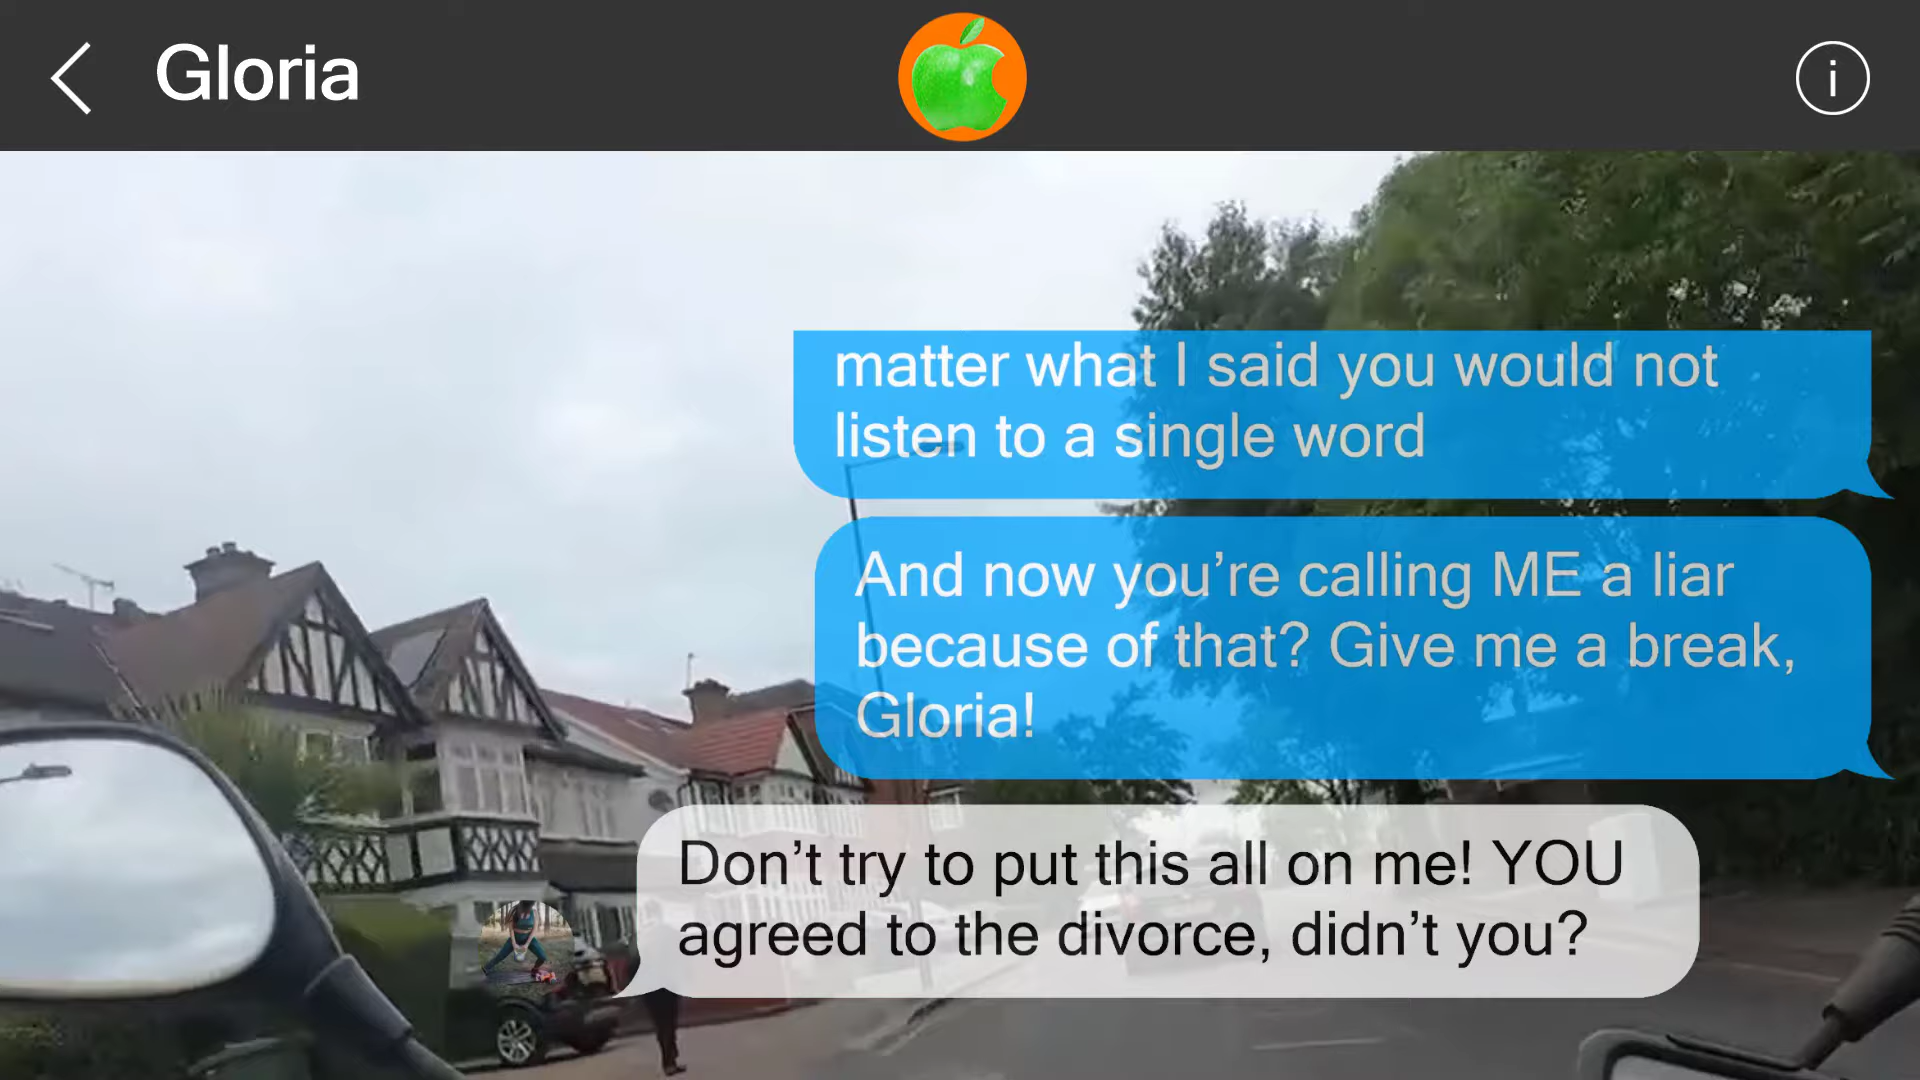 Gloria
i
matter what I said you would not
listen to a single word
And now you’re calling ME a liar
because of that? Give me a break,
Gloria!
Don’t try to put this all on me! YOU
agreed to the divorce, didn’t you?